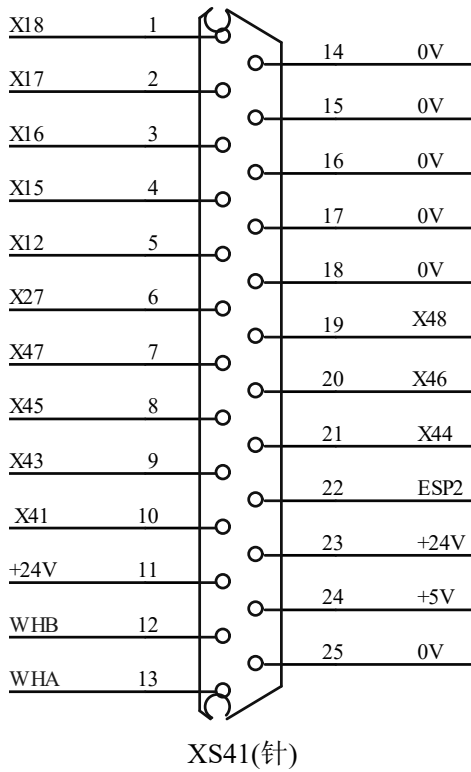 X18 1
14 0V
X17 2
15 0V
X16 3
16 0V
X15 4
17 0V
X12 5
18 0V
X27 6
19 X48
X47 7
20 X46
X45 8
21 X44
X43 9
22 ESP2
X41 10
23 +24V
+24V 11
24 +5V
WHB 12
25 0V
WHA 13
XS41(针)